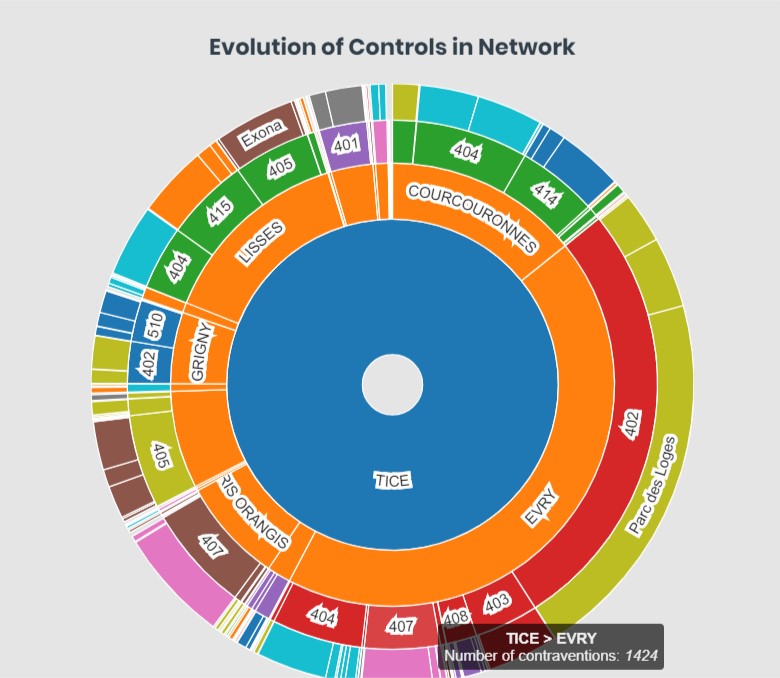 Evolution of Controls in Network
Exona
401
404
405
414
415
COURCOURONNES
LISSES
404
510
GRIGNY
402
402
TICE
405
Parc des Loges
EVRY
RIS ORANGIS
407
404
407
408
403
TICE > EVRY
Number of contraventions: 1424